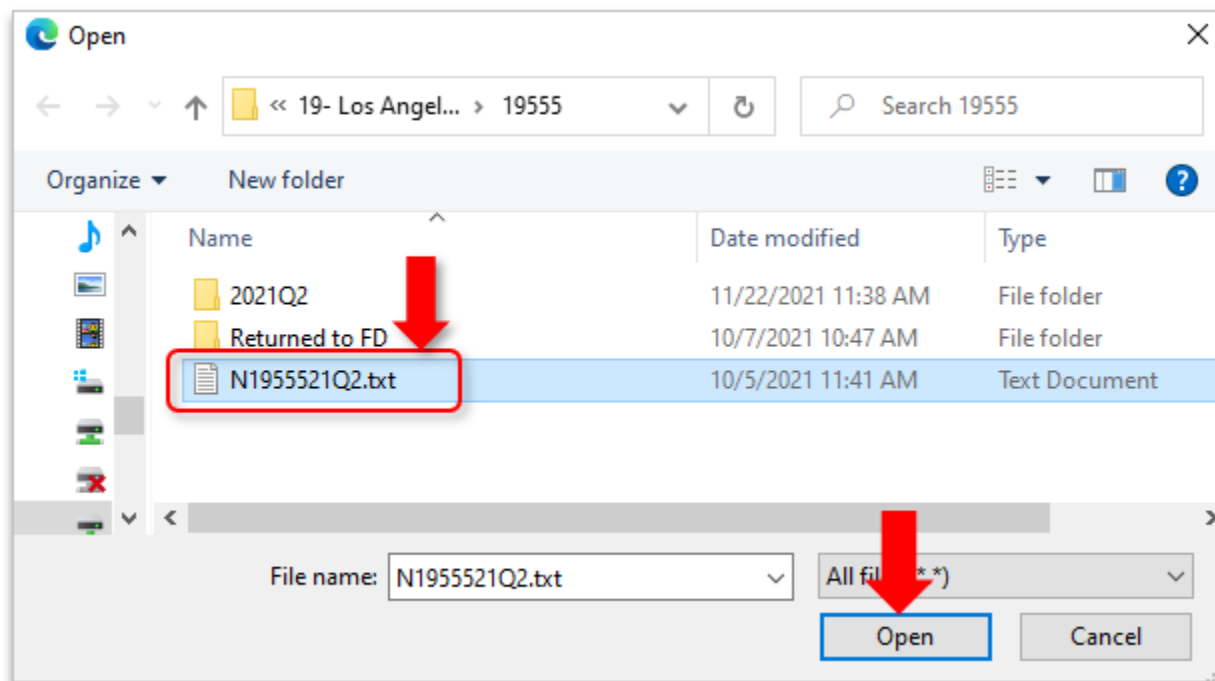 Open
« 19- Los Angel... › 19555
Search 19555
Organize New folder
Name Date modified Type
2021Q2 11/22/2021 11:38 AM File folder
Returned to FD 10/7/2021 10:47 AM File folder
N1955521Q2.txt 10/5/2021 11:41 AM Text Document
File name: N1955521Q2.txt All fil *.*)
Open Cancel